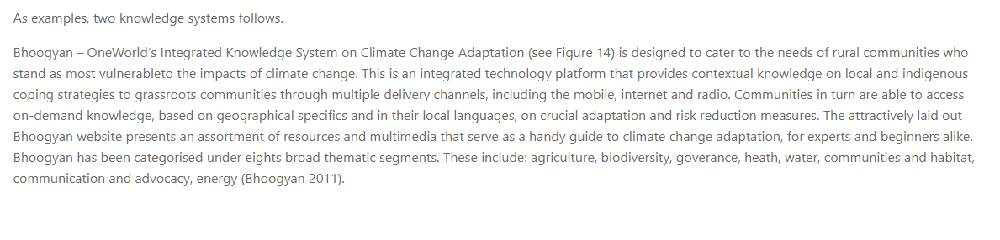 As examples, two knowledge systems follows.
Bhoogyan – OneWorld's Integrated Knowledge System on Climate Change Adaptation (see Figure 14) is designed to cater to the needs of rural communities who
stand as most vulnerableto the impacts of climate change. This is an integrated technology platform that provides contextual knowledge on local and indigenous
coping strategies to grassroots communities through multiple delivery channels, including the mobile, internet and radio. Communities in turn are able to access
on-demand knowledge, based on geographical specifics and in their local languages, on crucial adaptation and risk reduction measures. The attractively laid out
Bhoogyan website presents an assortment of resources and multimedia that serve as a handy guide to climate change adaptation, for experts and beginners alike.
Bhoogyan has been categorised under eights broad thematic segments. These include: agriculture, biodiversity, goverance, heath, water, communities and habitat,
communication and advocacy, energy (Bhoogyan 2011).